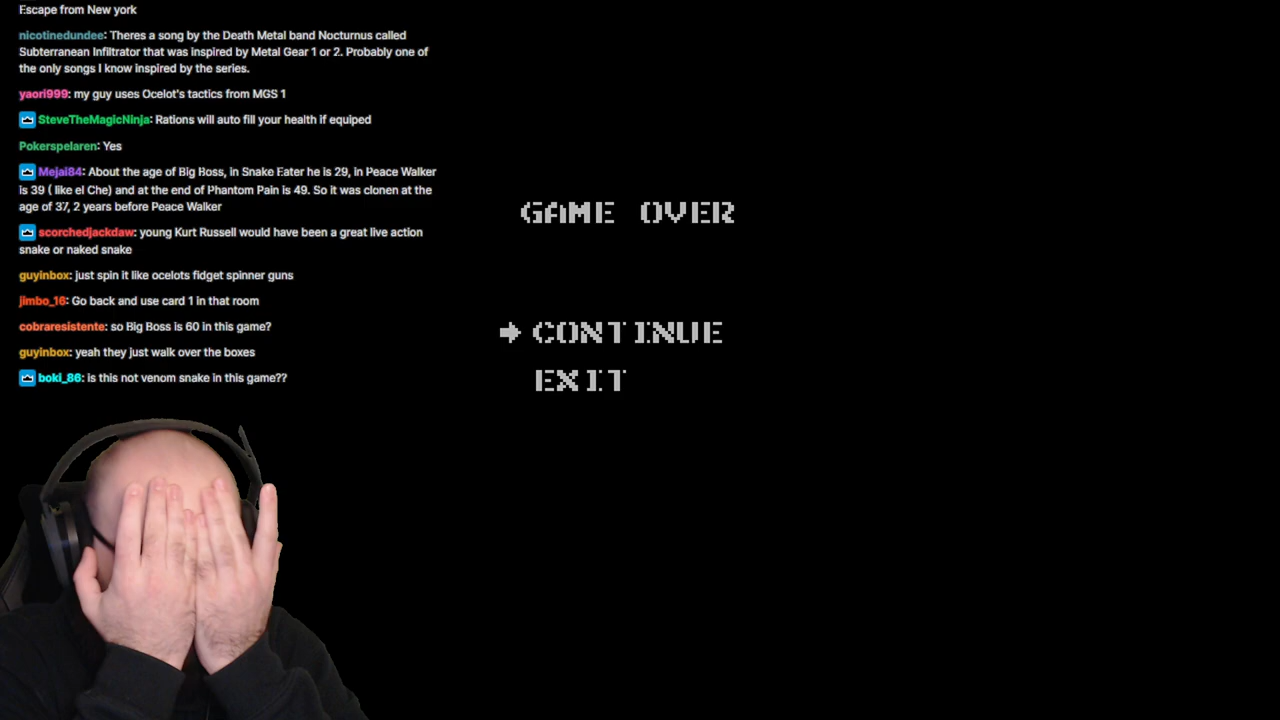 Escape from New york
nicotinedundee: Theres a song by the Death Metal band Nocturnus called
Subterranean Infiltrator that was inspired by Metal Gear 1 or 2. Probably one of
the only songs I know inspired by the series.
yaori999: my guy uses Ocelot's tactics from MGS 1
SteveTheMagicNinja: Rations will auto fill your health if equiped
Pokerspelaren: Yes
Mejai84: About the age of Big Boss, in Snake Eater he is 29, in Peace Walker
is 39 ( like el Che) and at the end of Phantom Pain is 49. So it was clonen at the
age of 37, 2 years before Peace Walker
scorchedjackdaw: young Kurt Russell would have been a great live action
snake or naked snake
guyinbox: just spin it like ocelots fidget spinner guns
jimbo_16: Go back and use card 1 in that room
cobraresistente: so Big Boss is 60 in this game?
guyinbox: yeah they just walk over the boxes
boki_86: is this not venom snake in this game??
GAME OVER
CONTINUE
EXIT